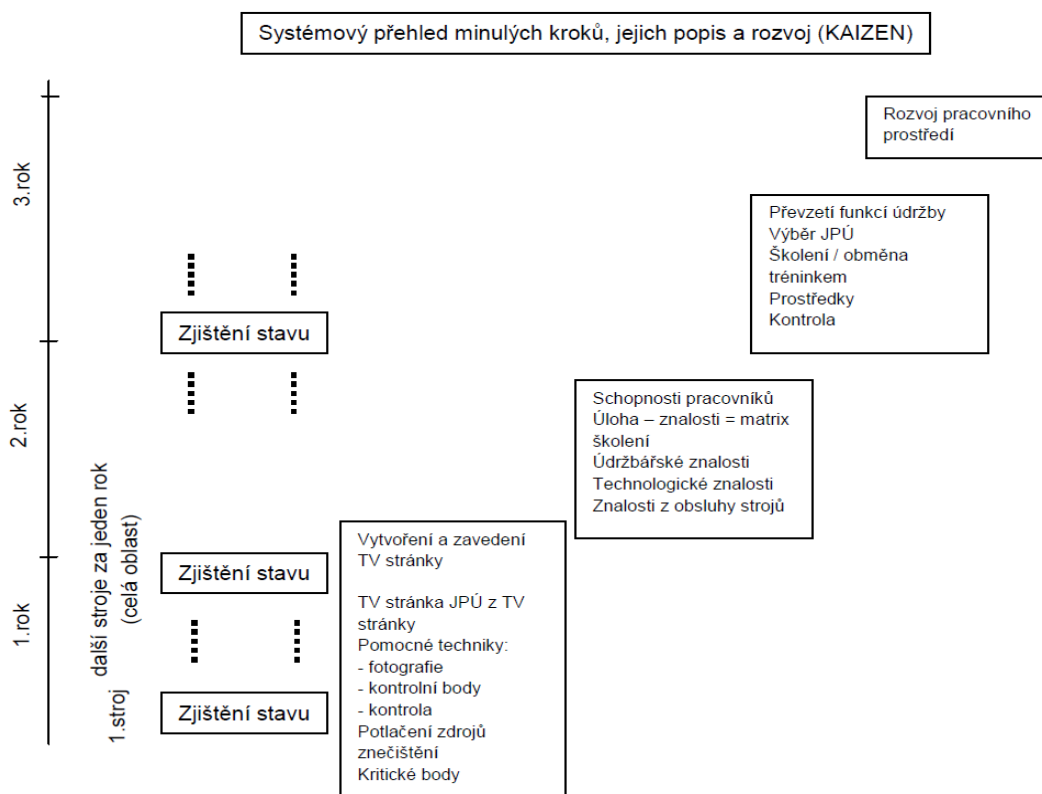 Systémový přehled minulých kroků, jejich popis a rozvoj (KAIZEN)
Rozvoj pracovního
prostředí
3.rok
Převzetí funkcí údržby
Výběr JPÚ
Školení / obměna
tréninkem
Prostředky
Kontrola
Zjištění stavu
2.rok
Schopnosti pracovníků
Úloha – znalosti = matrix
školení
Údržbářské znalosti
Technologické znalosti
Znalosti z obsluhy strojů
další stroje za jeden rok
(celá oblast)
Zjištění stavu
Vytvoření a zavedení
TV stránky
TV stránka JPÚ z TV
stránky
Pomocné techniky:
- fotografie
- kontrolní body
- kontrola
Potlačení zdrojů
znečištění
Kritické body
1.rok
1.stroj
Zjištění stavu